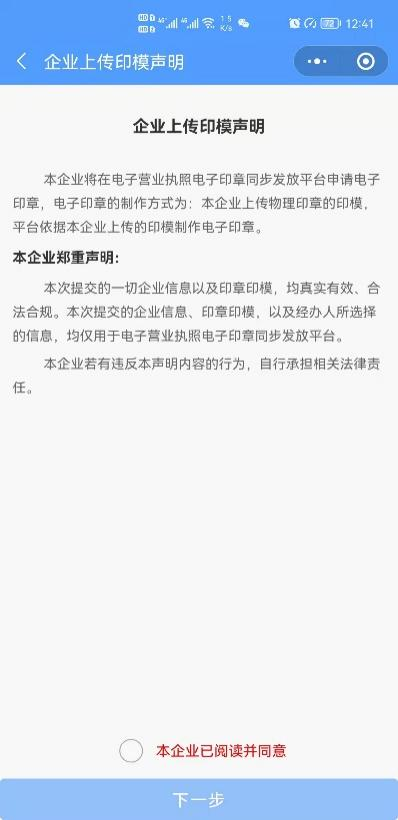 HD 1 4G 4G 1.5 K/s 72 12:41
HD 2
企业上传印模声明
企业上传印模声明
本企业将在电子营业执照电子印章同步发放平台申请电子
印章，电子印章的制作方式为：本企业上传物理印章的印模，
平台依据本企业上传的印模制作电子印章。
本企业郑重声明：
本次提交的一切企业信息以及印章印模，均真实有效、合
法合规。本次提交的企业信息、印章印模，以及经办人所选择
的信息，均仅用于电子营业执照电子印章同步发放平台。
本企业若有违反本声明内容的行为，自行承担相关法律责
任。
本企业已阅读并同意
下一步